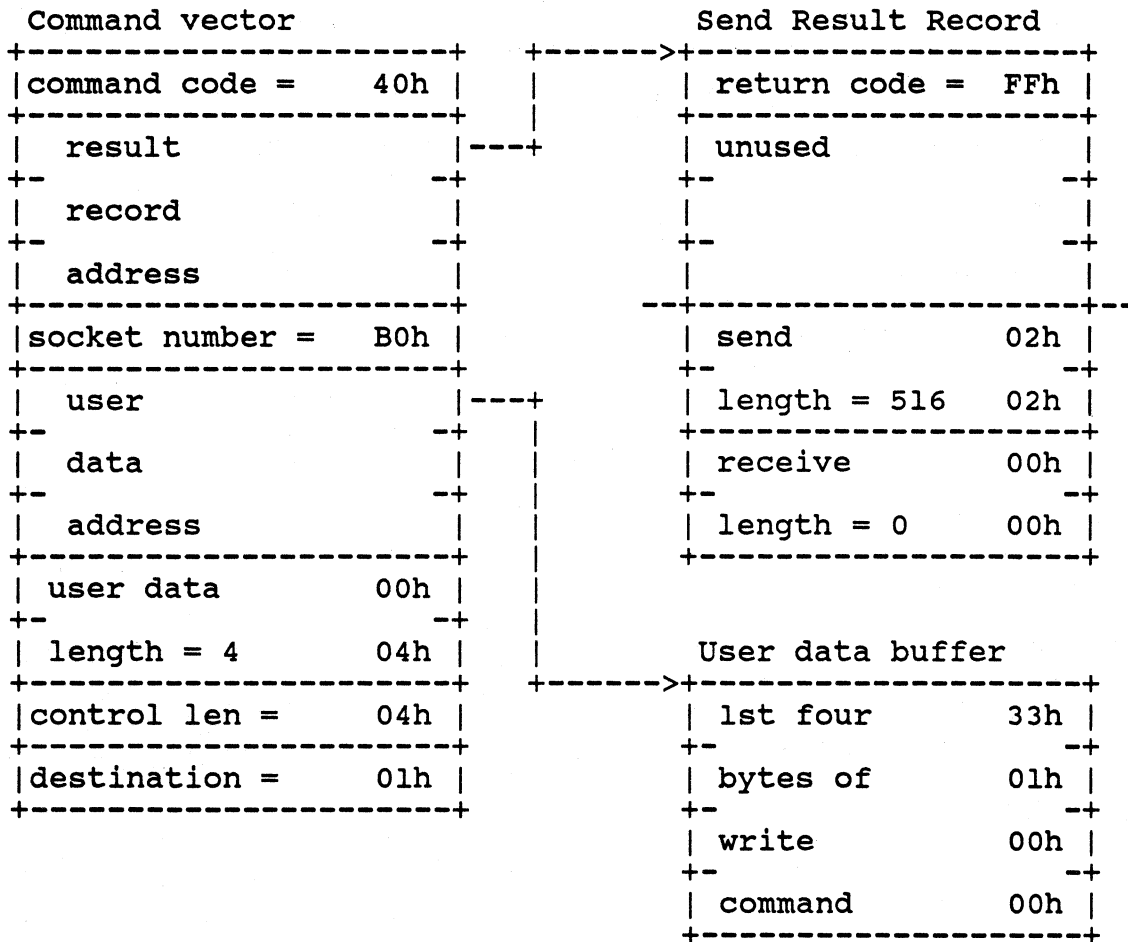 Command vector
command code = 40h
result
record
address
socket number = B0h
user
data
address
user data 00h
length = 4 04h
control len = 04h
destination = 01h
Send Result Record
return code = FFh
unused
send 02h
length = 516 02h
receive 00h
length = 0 00h
User data buffer
1st four 33h
bytes of 01h
write 00h
command 00h